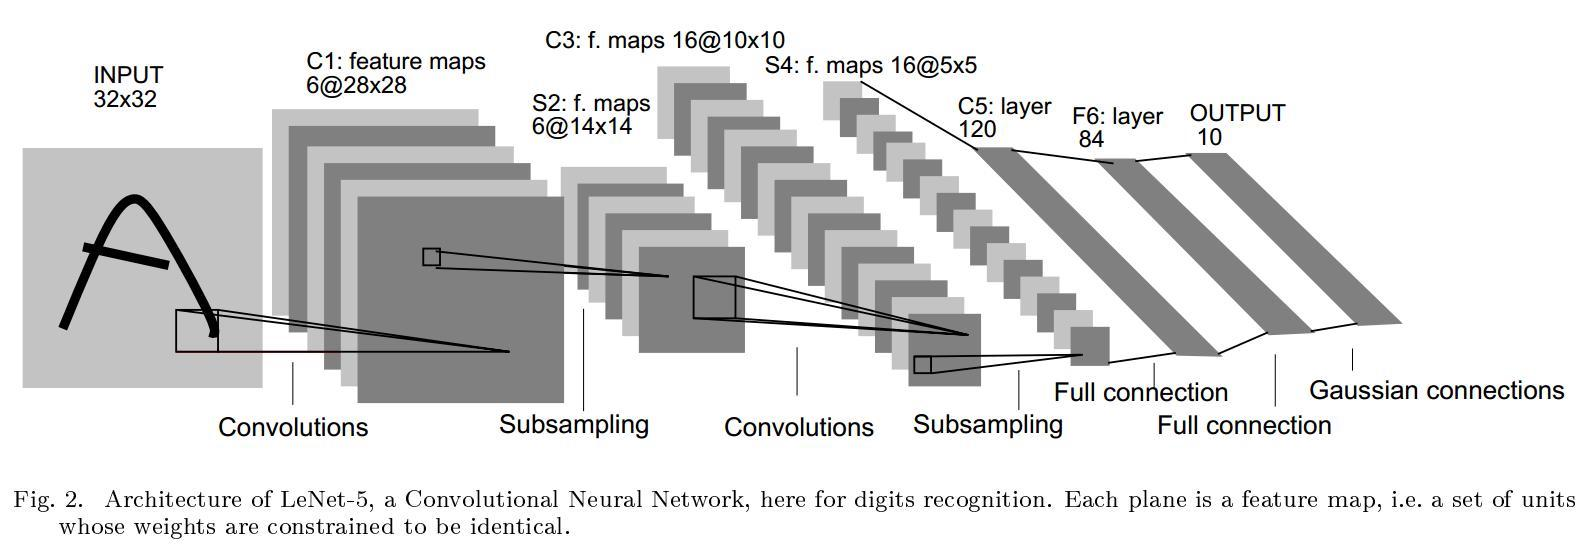 INPUT
32x32
C1: feature maps
6@28x28
S2: f. maps
6@14x14
C3: f. maps 16@10x10
S4: f. maps 16@5x5
C5: layer
120
F6: layer
84
OUTPUT
10
Convolutions
Subsampling
Convolutions
Subsampling
Full connection
Full connection
Gaussian connections
Fig. 2. Architecture of LeNet-5, a Convolutional Neural Network, here for digits recognition. Each plane is a feature map, i.e. a set of units
whose weights are constrained to be identical.